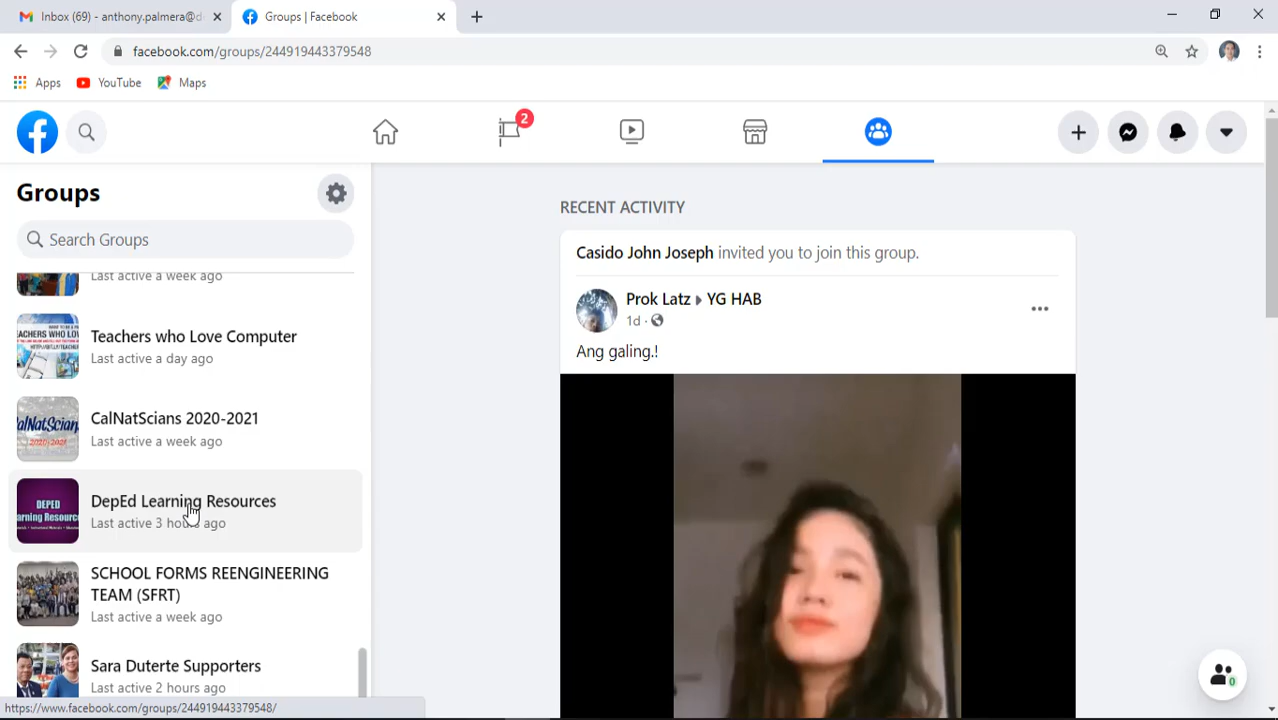 Inbox (69) - anthony.palmera@d
Groups | Facebook
facebook.com/groups/244919443379548
Apps
YouTube
Maps
2
Groups
Search Groups
Last active a week ago
Teachers who Love Computer
Last active a day ago
CalNatScians 2020-2021
Last active a week ago
DEPED
DepEd Learning Resources
Last active 3 hours ago
SCHOOL FORMS REENGINEERING
TEAM (SFRT)
Last active a week ago
Sara Duterte Supporters
Last active 2 hours ago
https://www.facebook.com/groups/244919443379548/
RECENT ACTIVITY
Casido John Joseph invited you to join this group.
Prok Latz YG HAB
1d ·
Ang galing.!
0